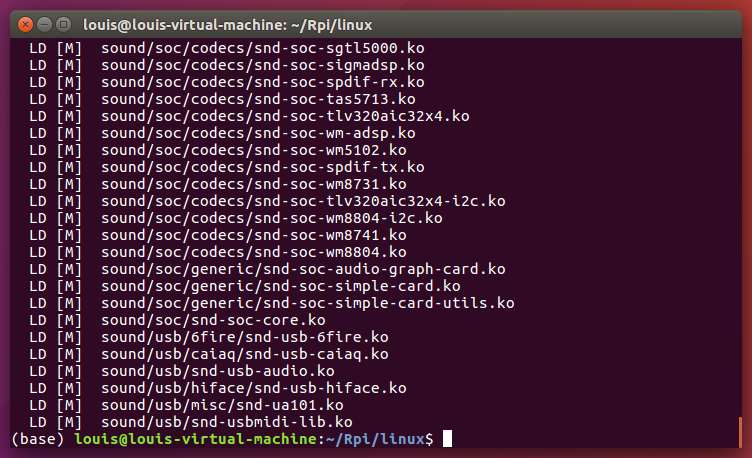 louis@louis-virtual-machine: ~/Rpi/linux
LD [M]  sound/soc/codecs/snd-soc-sgtl5000.ko
LD [M]  sound/soc/codecs/snd-soc-sigmadsp.ko
LD [M]  sound/soc/codecs/snd-soc-spdif-rx.ko
LD [M]  sound/soc/codecs/snd-soc-tas5713.ko
LD [M]  sound/soc/codecs/snd-soc-tlv320aic32x4.ko
LD [M]  sound/soc/codecs/snd-soc-wm-adsp.ko
LD [M]  sound/soc/codecs/snd-soc-wm5102.ko
LD [M]  sound/soc/codecs/snd-soc-spdif-tx.ko
LD [M]  sound/soc/codecs/snd-soc-wm8731.ko
LD [M]  sound/soc/codecs/snd-soc-tlv320aic32x4-i2c.ko
LD [M]  sound/soc/codecs/snd-soc-wm8804-i2c.ko
LD [M]  sound/soc/codecs/snd-soc-wm8741.ko
LD [M]  sound/soc/codecs/snd-soc-wm8804.ko
LD [M]  sound/soc/generic/snd-soc-audio-graph-card.ko
LD [M]  sound/soc/generic/snd-soc-simple-card.ko
LD [M]  sound/soc/generic/snd-soc-simple-card-utils.ko
LD [M]  sound/soc/snd-soc-core.ko
LD [M]  sound/usb/6fire/snd-usb-6fire.ko
LD [M]  sound/usb/caiaq/snd-usb-caiaq.ko
LD [M]  sound/usb/snd-usb-audio.ko
LD [M]  sound/usb/hiface/snd-usb-hiface.ko
LD [M]  sound/usb/misc/snd-ua101.ko
LD [M]  sound/usb/snd-usbmidi-lib.ko
(base) louis@louis-virtual-machine:~/Rpi/linux$